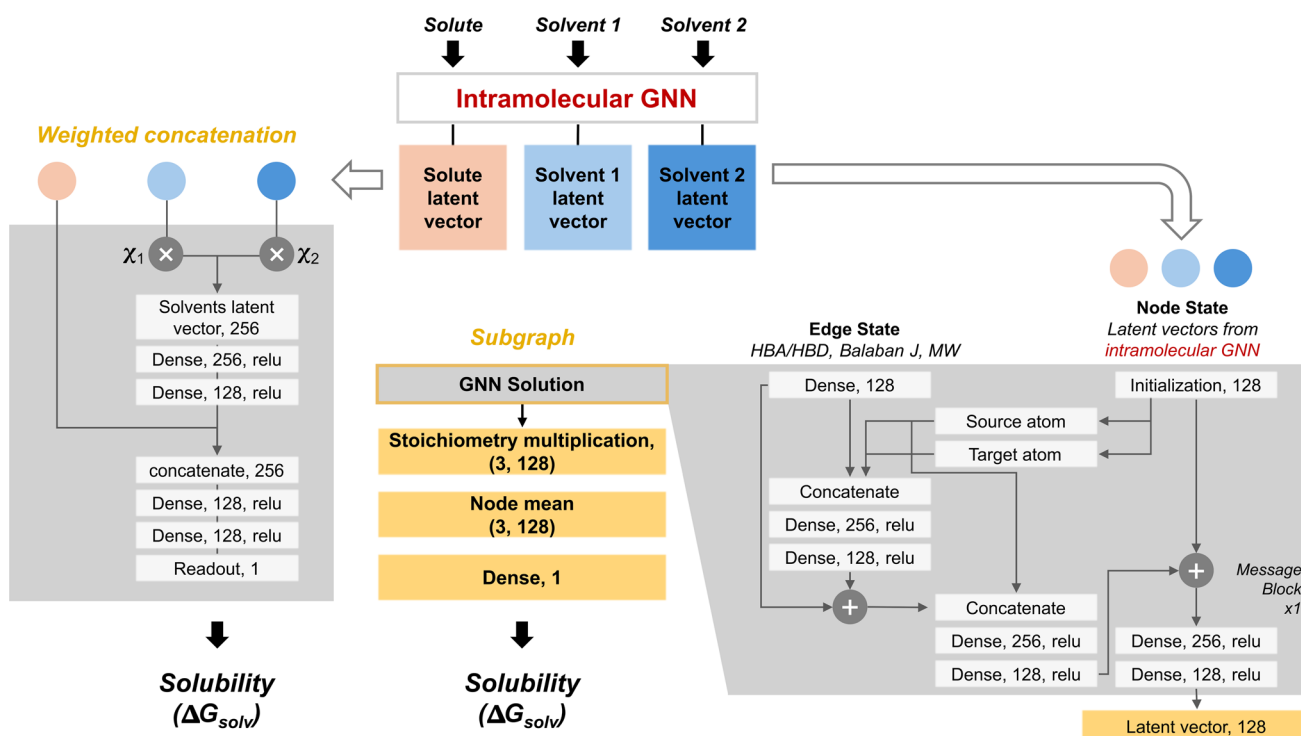 Solute
Solvent 1
Solvent 2
Intramolecular GNN
Solute
latent
vector
Solvent 1
latent
vector
Solvent 2
latent
vector
Weighted concatenation
χ1
χ2
Solvents latent
vector, 256
Dense, 256, relu
Dense, 128, relu
concatenate, 256
Dense, 128, relu
Dense, 128, relu
Readout, 1
Solubility
(ΔGsolv)
Subgraph
GNN Solution
Stoichiometry multiplication,
(3, 128)
Node mean
(3, 128)
Dense, 1
Solubility
(ΔGsolv)
Edge State
HBA/HBD, Balaban J, MW
Dense, 128
Node State
Latent vectors from
intramolecular GNN
Initialization, 128
Source atom
Target atom
Concatenate
Dense, 256, relu
Dense, 128, relu
Concatenate
Dense, 256, relu
Dense, 128, relu
Message
Block
x1
Dense, 256, relu
Dense, 128, relu
Latent vector, 128